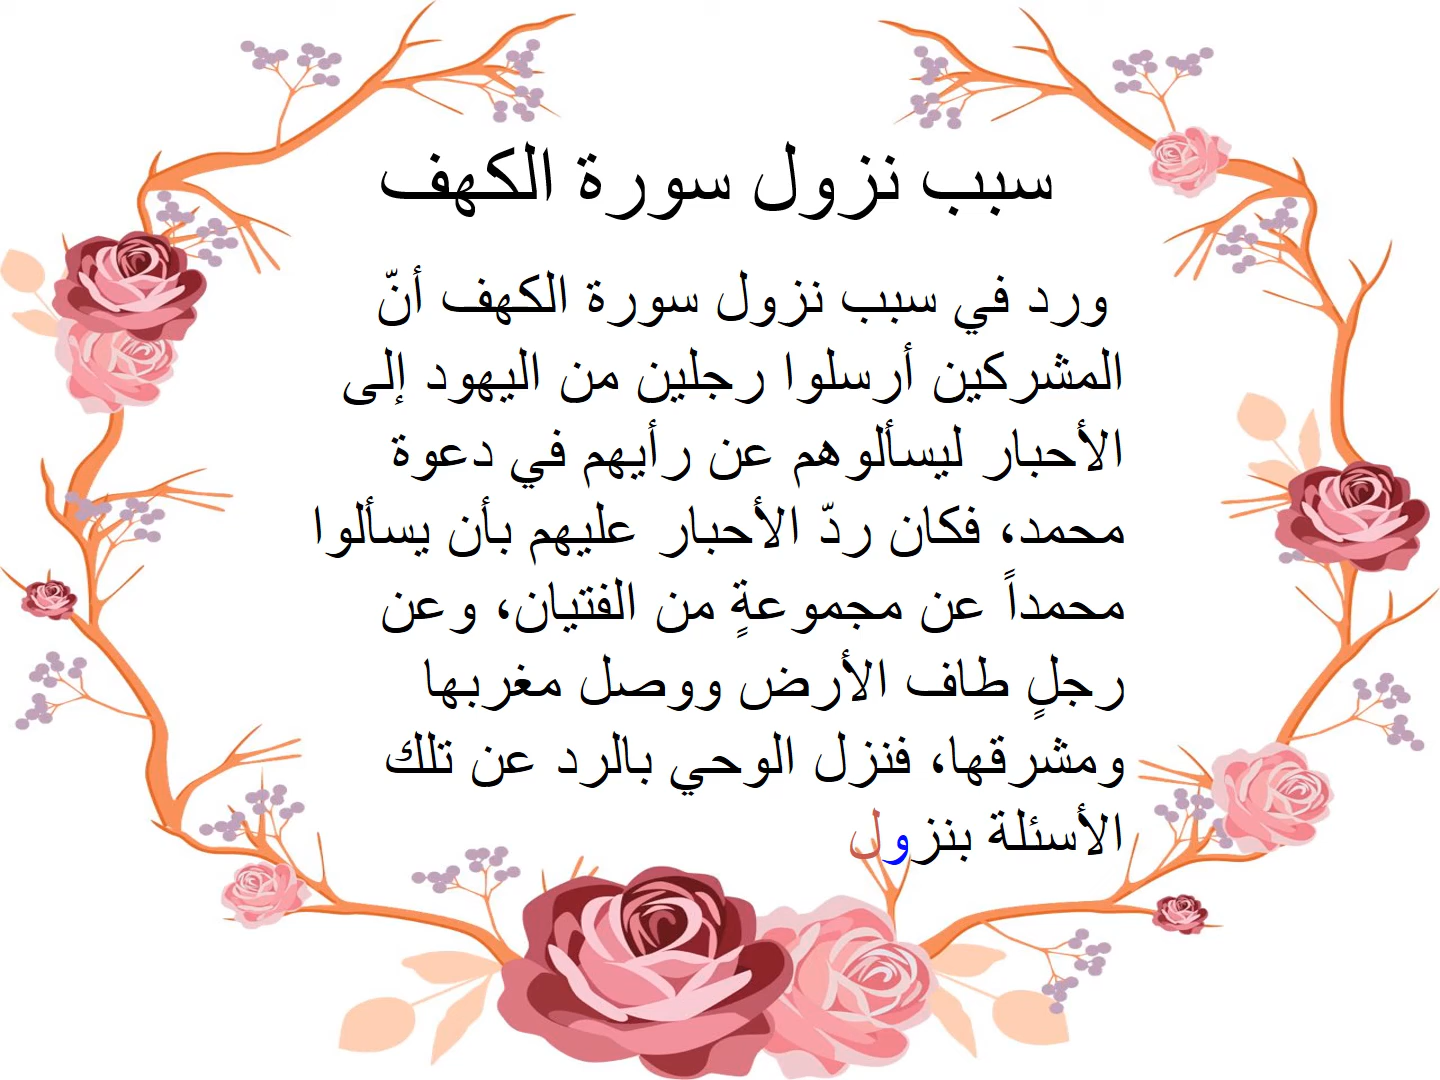 سبب نزول سورة الكهف
ورد في سبب نزول سورة الكهف أنّ
المشركين أرسلوا رجلين من اليهود إلى
الأحبار ليسألوهم عن رأيهم في دعوة
محمد، فكان ردّ الأحبار عليهم بأن يسألوا
محمداً عن مجموعةٍ من الفتيان، وعن
رجلٍ طاف الأرض ووصل مغربها
ومشرقها، فنزل الوحي بالرد عن تلك
الأسئلة بنزول